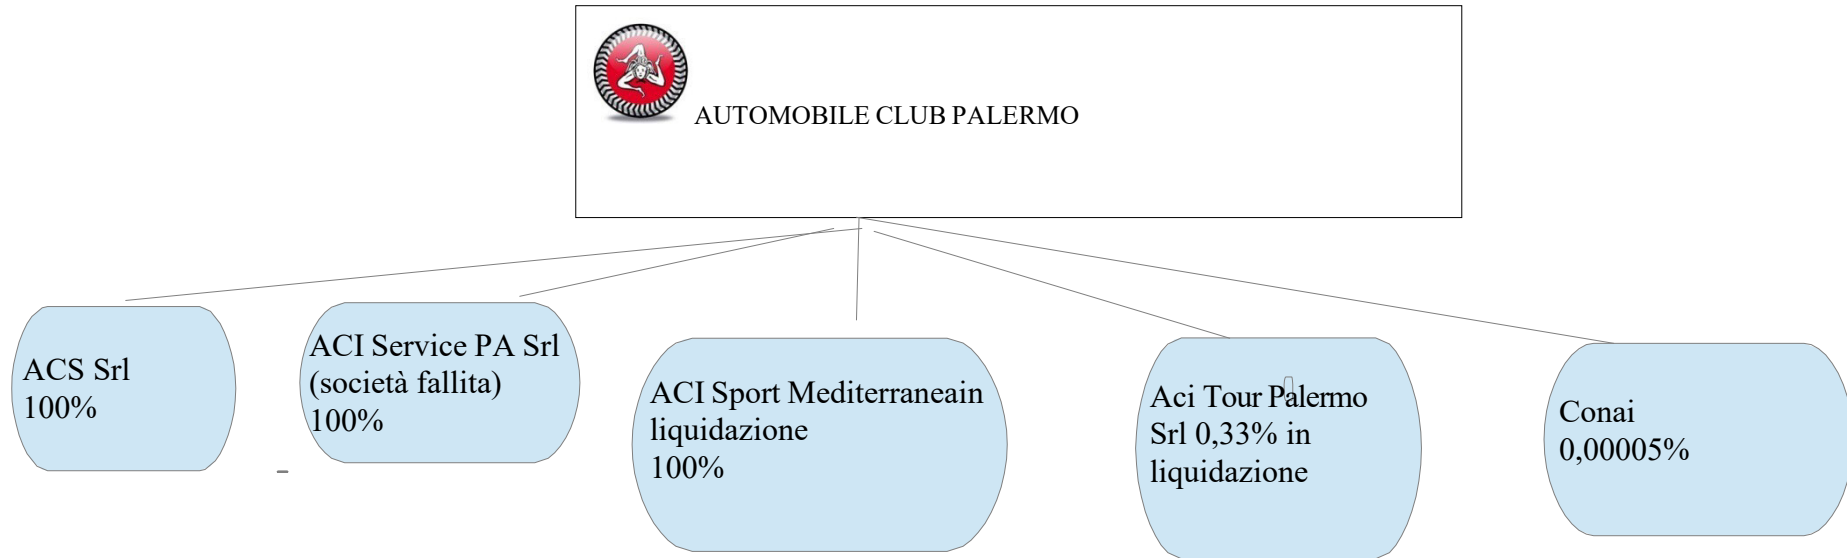 AUTOMOBILE CLUB PALERMO
ACS Srl
100%
ACI Service PA Srl
(società fallita)
100%
ACI Sport Mediterraneain
liquidazione
100%
Aci Tour Palermo
Srl 0,33% in
liquidazione
Conai
0,00005%